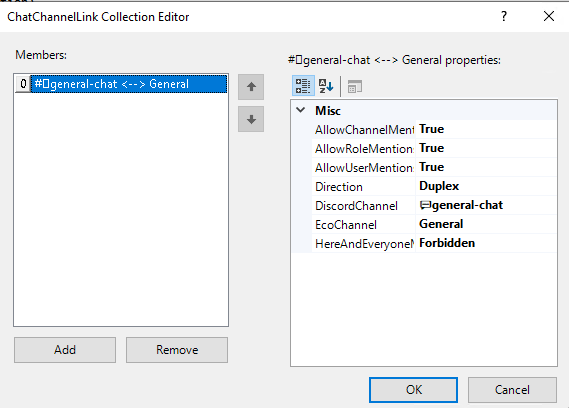 ChatChannelLink Collection Editor
Members:
0 #▯general-chat <--> General
Add
Remove
#▯general-chat <--> General properties:
Misc
AllowChannelMent True
AllowRoleMention: True
AllowUserMention: True
Direction Duplex
DiscordChannel 💬general-chat
EcoChannel General
HereAndEveryoneM Forbidden
OK
Cancel